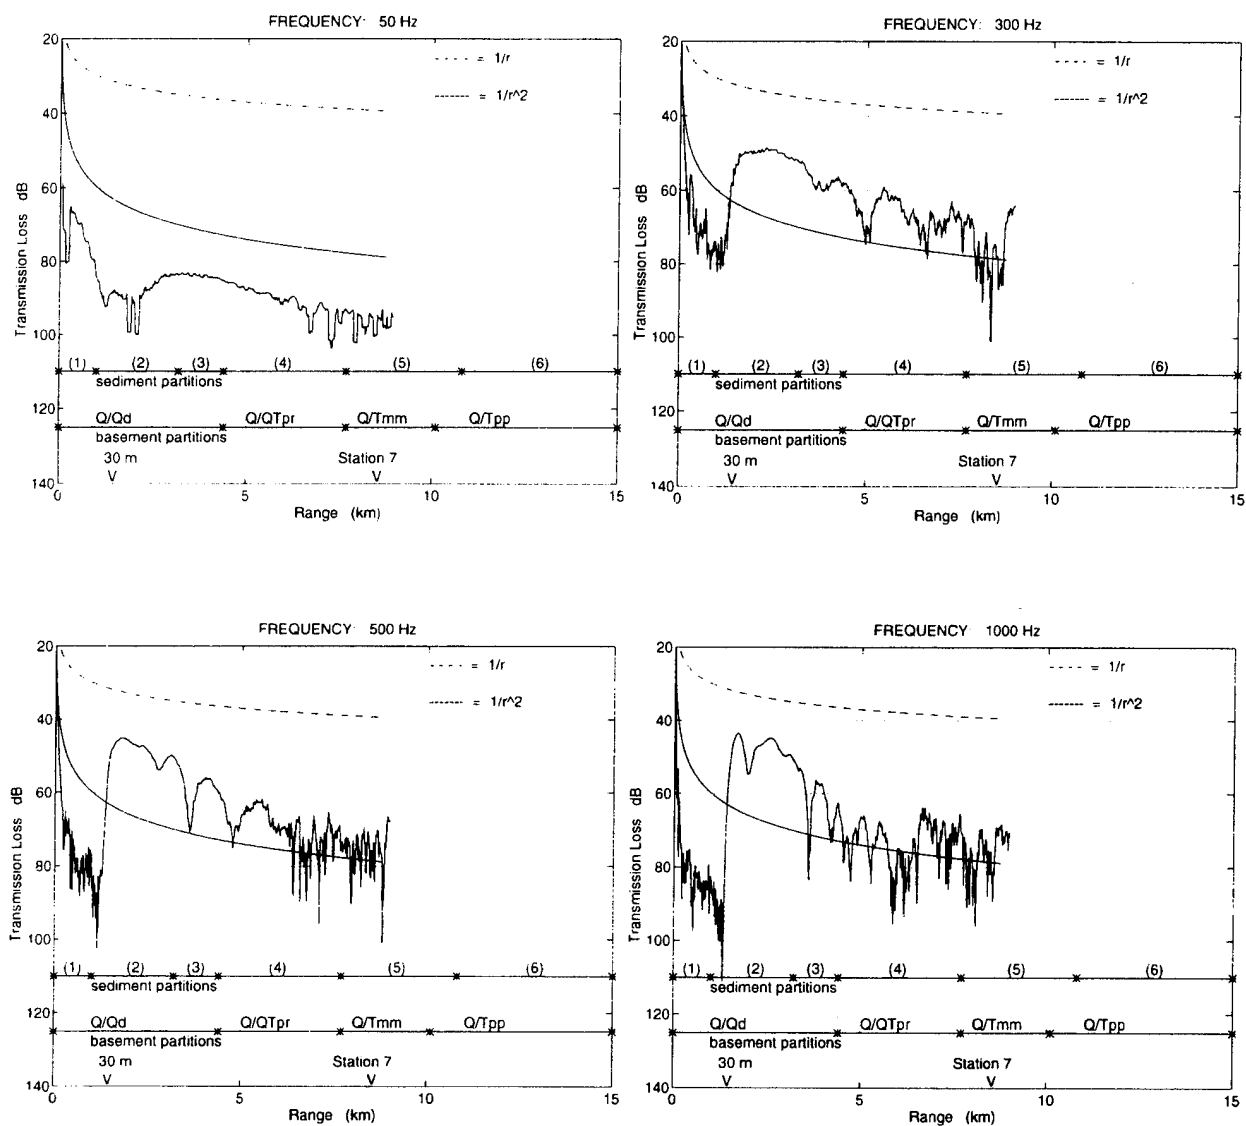 FREQUENCY: 50 Hz
20
40
60
80
100
120
140
Transmission Loss dB
= 1/r
= 1/r^2
(1) (2) (3) (4) (5) (6)
sediment partitions
Q/Qd Q/QTpr Q/Tmm Q/Tpp
basement partitions
30 m Station 7
V V
0 5 10 15
Range (km)
FREQUENCY: 300 Hz
20
40
60
80
100
120
140
Transmission Loss dB
= 1/r
= 1/r^2
(1) (2) (3) (4) (5) (6)
sediment partitions
Q/Qd Q/QTpr Q/Tmm Q/Tpp
basement partitions
30 m Station 7
V V
0 5 10 15
Range (km)
FREQUENCY: 500 Hz
20
40
60
80
100
120
140
Transmission Loss dB
= 1/r
= 1/r^2
(1) (2) (3) (4) (5) (6)
sediment partitions
Q/Qd Q/QTpr Q/Tmm Q/Tpp
basement partitions
30 m Station 7
V V
0 5 10 15
Range (km)
FREQUENCY: 1000 Hz
20
40
60
80
100
120
140
Transmission Loss dB
= 1/r
= 1/r^2
(1) (2) (3) (4) (5) (6)
sediment partitions
Q/Qd Q/QTpr Q/Tmm Q/Tpp
basement partitions
30 m Station 7
V V
0 5 10 15
Range (km)